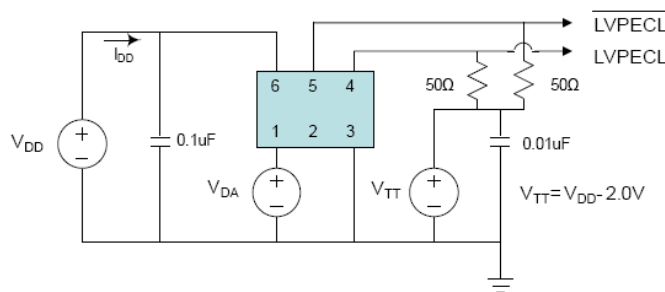 LVPECL
I_DD
LVPECL
50Ω 50Ω
6 5 4
V_DD 0.1uF 1 2 3 0.01uF
V_DA V_TT V_TT=V_DD-2.0V